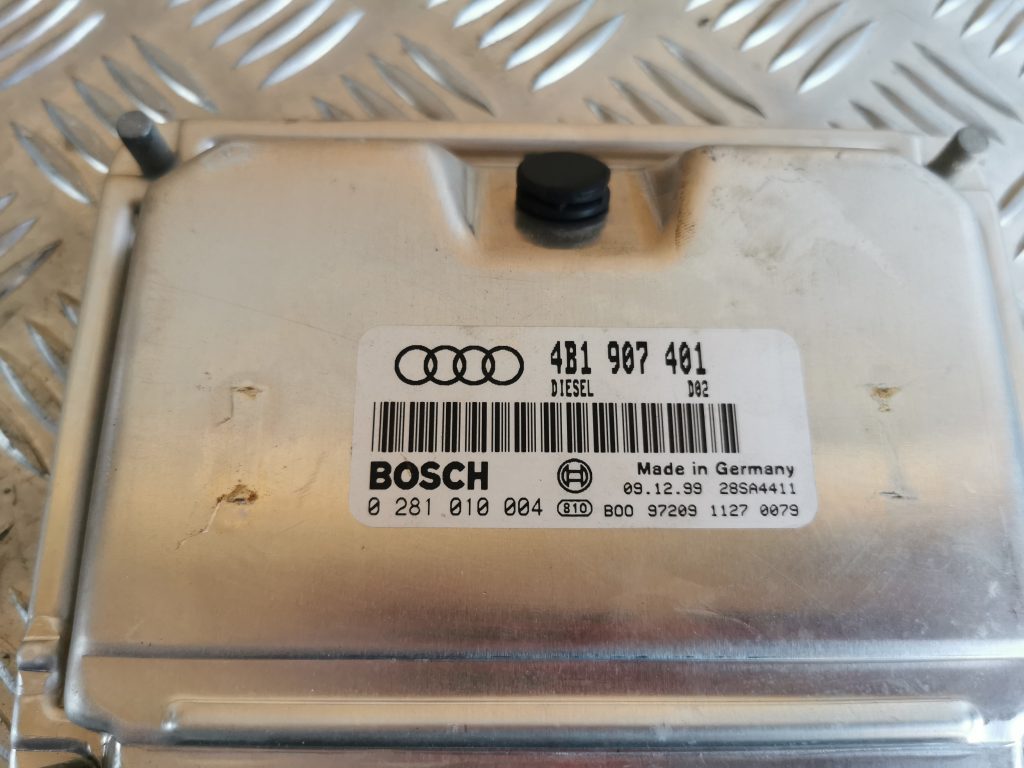 4B1 907 401
DIESEL D02
BOSCH Made in Germany
09.12.99 28SA4411
0 281 010 004 810 B00 97209 1127 0079